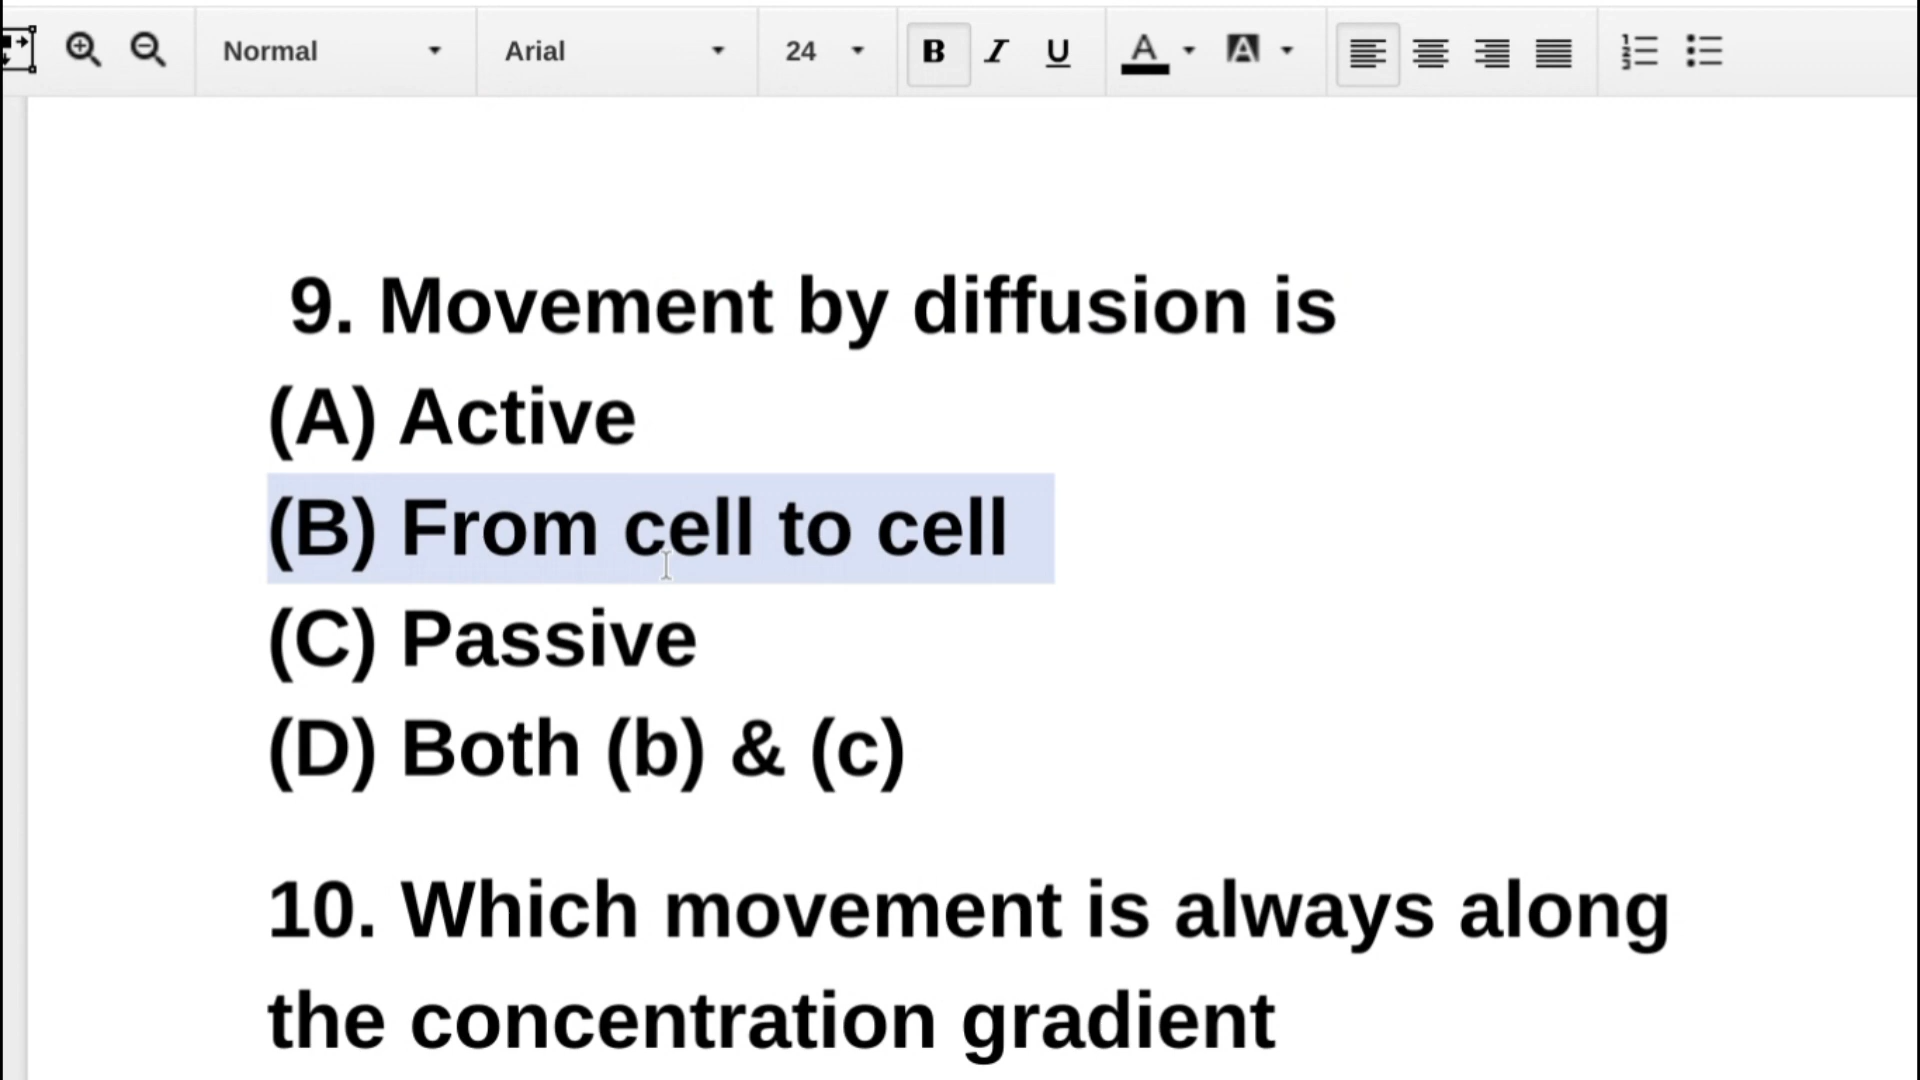 Normal Arial 24 B I U A A
9. Movement by diffusion is
(A) Active
(B) From cell to cell
(C) Passive
(D) Both (b) & (c)
10. Which movement is always along
the concentration gradient